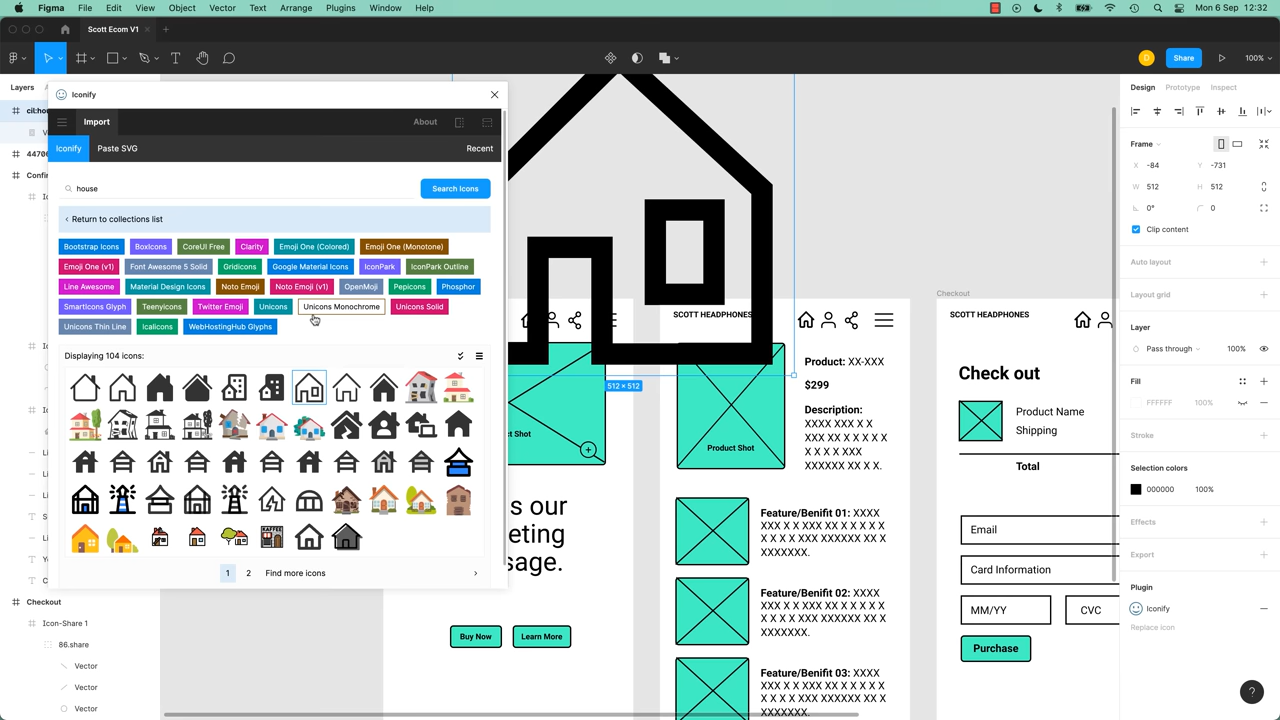 Figma File Edit View Object Vector Text Arrange Plugins Window Help Mon 6 Sep 12:32
Scott Ecom V1
D Share 100%
Layers Design Prototype Inspect
Iconify
cil:ho
Import About
Iconify Paste SVG Recent
house Search Icons
Return to collections list
Bootstrap Icons BoxIcons CoreUI Free Clarity Emoji One (Colored) Emoji One (Monotone)
Emoji One (v1) Font Awesome 5 Solid Gridicons Google Material Icons IconPark IconPark Outline
Line Awesome Material Design Icons Noto Emoji Noto Emoji (v1) OpenMoji Pepicons Phosphor
SmartIcons Glyph Teenyicons Twitter Emoji Unicons Unicons Monochrome Unicons Solid
Unicons Thin Line Icalicons WebHostingHub Glyphs
Displaying 104 icons:
KAFFEE
1 2 Find more icons
44706
Confir
Checkout
Icon-Share 1
86.share
Vector
Vector
Vector
512 × 512
ct Shot
s our
eting
sage.
Buy Now Learn More
SCOTT HEADPHONES
Product Shot
Product: XX-XXX
$299
Description:
XXXX XXX XX
XXX XX X X X X X
X X X X XXX
XXXXXX XX X X.
Feature/Benifit 01: XXXX
XXX XX X X X X X X
X X X XXX XXXXXX XX X
XXXXXXX.
Feature/Benifit 02: XXXX
XXX XX X X X X X X
X X X XXX XXXXXX XX X
XXXXXXX.
Feature/Benifit 03: XXXX
XXX XX X X X X X X
X X X XXX XXXXXX XX X
XXXXXXX.
Checkout
SCOTT HEADPHONES
Check out
Product Name
Shipping
Total
Email
Card Information
MM/YY CVC
Purchase
Frame
X -84 Y -731
W 512 H 512
0° 0
Clip content
Auto layout
Layout grid
Layer
Pass through 100%
Fill
FFFFFF 100%
Stroke
Selection colors
000000 100%
Effects
Export
Plugin
Iconify
Replace icon
?